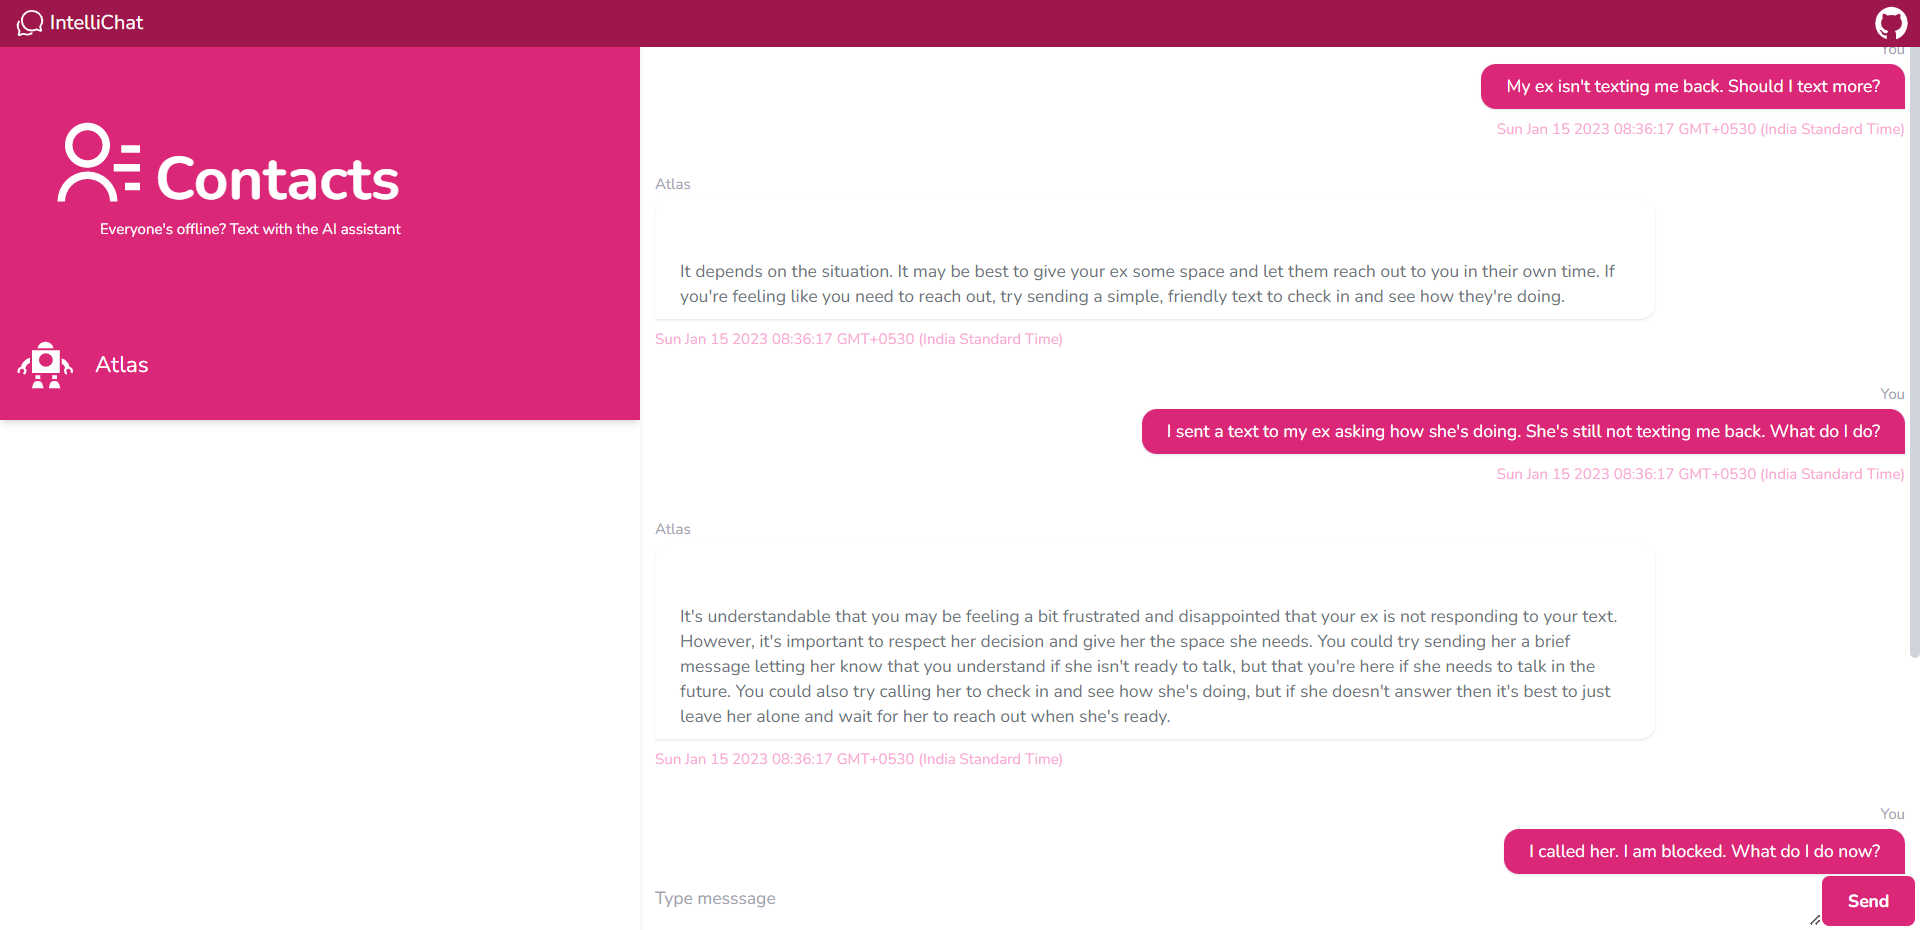 IntelliChat
Contacts
Everyone's offline? Text with the AI assistant
Atlas
You
My ex isn't texting me back. Should I text more?
Sun Jan 15 2023 08:36:17 GMT+0530 (India Standard Time)
Atlas
It depends on the situation. It may be best to give your ex some space and let them reach out to you in their own time. If
you're feeling like you need to reach out, try sending a simple, friendly text to check in and see how they're doing.
Sun Jan 15 2023 08:36:17 GMT+0530 (India Standard Time)
You
I sent a text to my ex asking how she's doing. She's still not texting me back. What do I do?
Sun Jan 15 2023 08:36:17 GMT+0530 (India Standard Time)
Atlas
It's understandable that you may be feeling a bit frustrated and disappointed that your ex is not responding to your text.
However, it's important to respect her decision and give her the space she needs. You could try sending her a brief
message letting her know that you understand if she isn't ready to talk, but that you're here if she needs to talk in the
future. You could also try calling her to check in and see how she's doing, but if she doesn't answer then it's best to just
leave her alone and wait for her to reach out when she's ready.
Sun Jan 15 2023 08:36:17 GMT+0530 (India Standard Time)
You
I called her. I am blocked. What do I do now?
Type messsage
Send